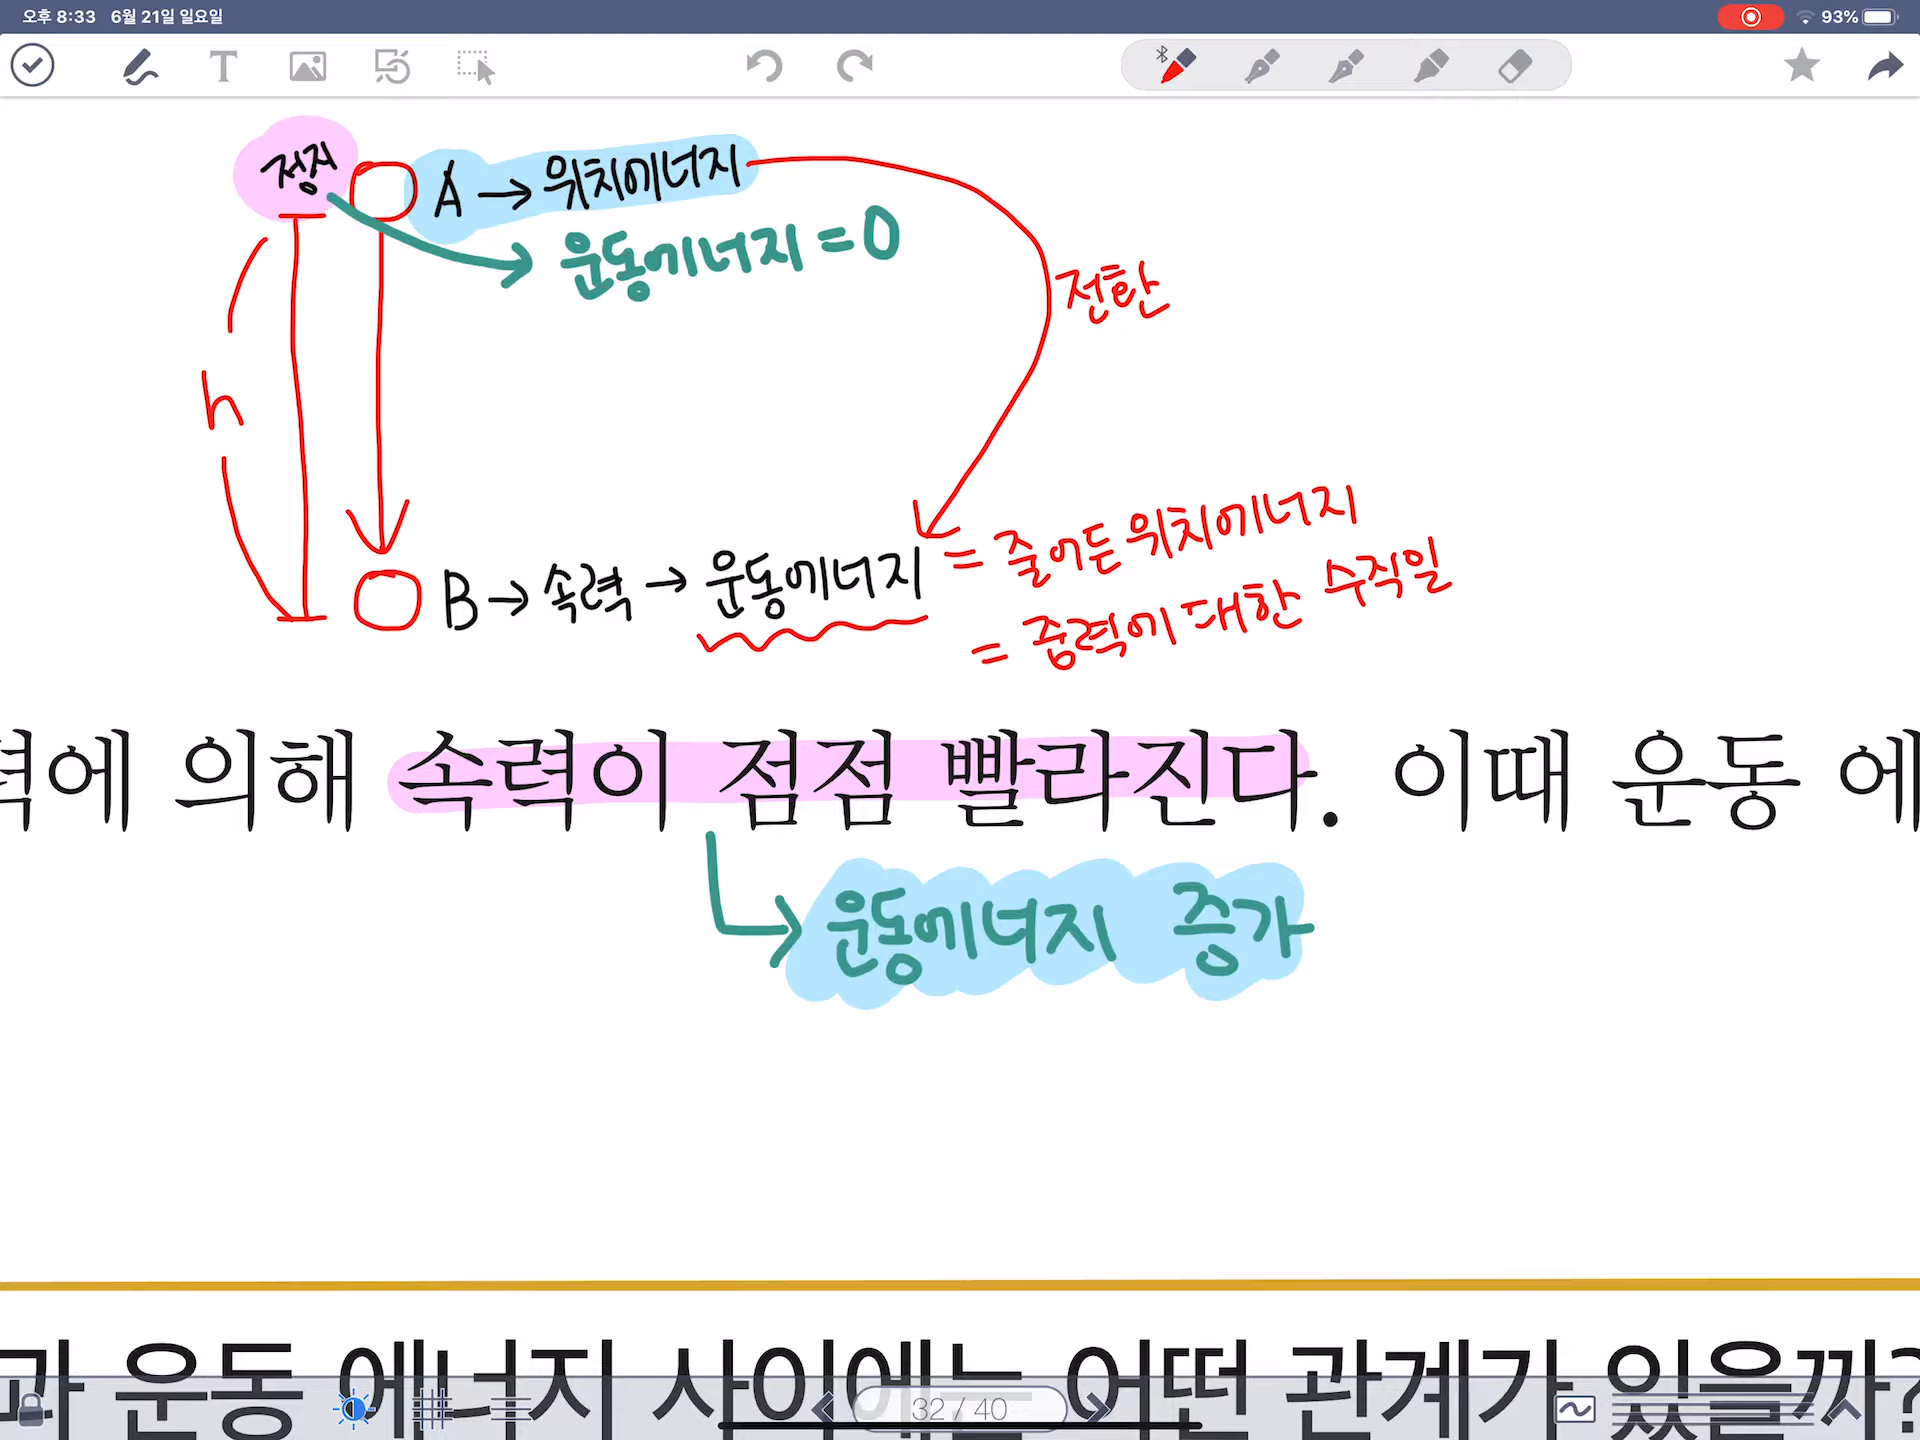 오후 8:33 6월 21일 일요일
93%
T
정지
A → 위치에너지
운동에너지 = 0
전환
h
B → 속력 → 운동에너지
= 줄어든 위치에너지
= 중력에 대한 수직일
력에 의해 속력이 점점 빨라진다. 이때 운동 에
운동에너지 증가
과 운동 에너지 사이에는 어떤 관계가 있을까?
32 / 40